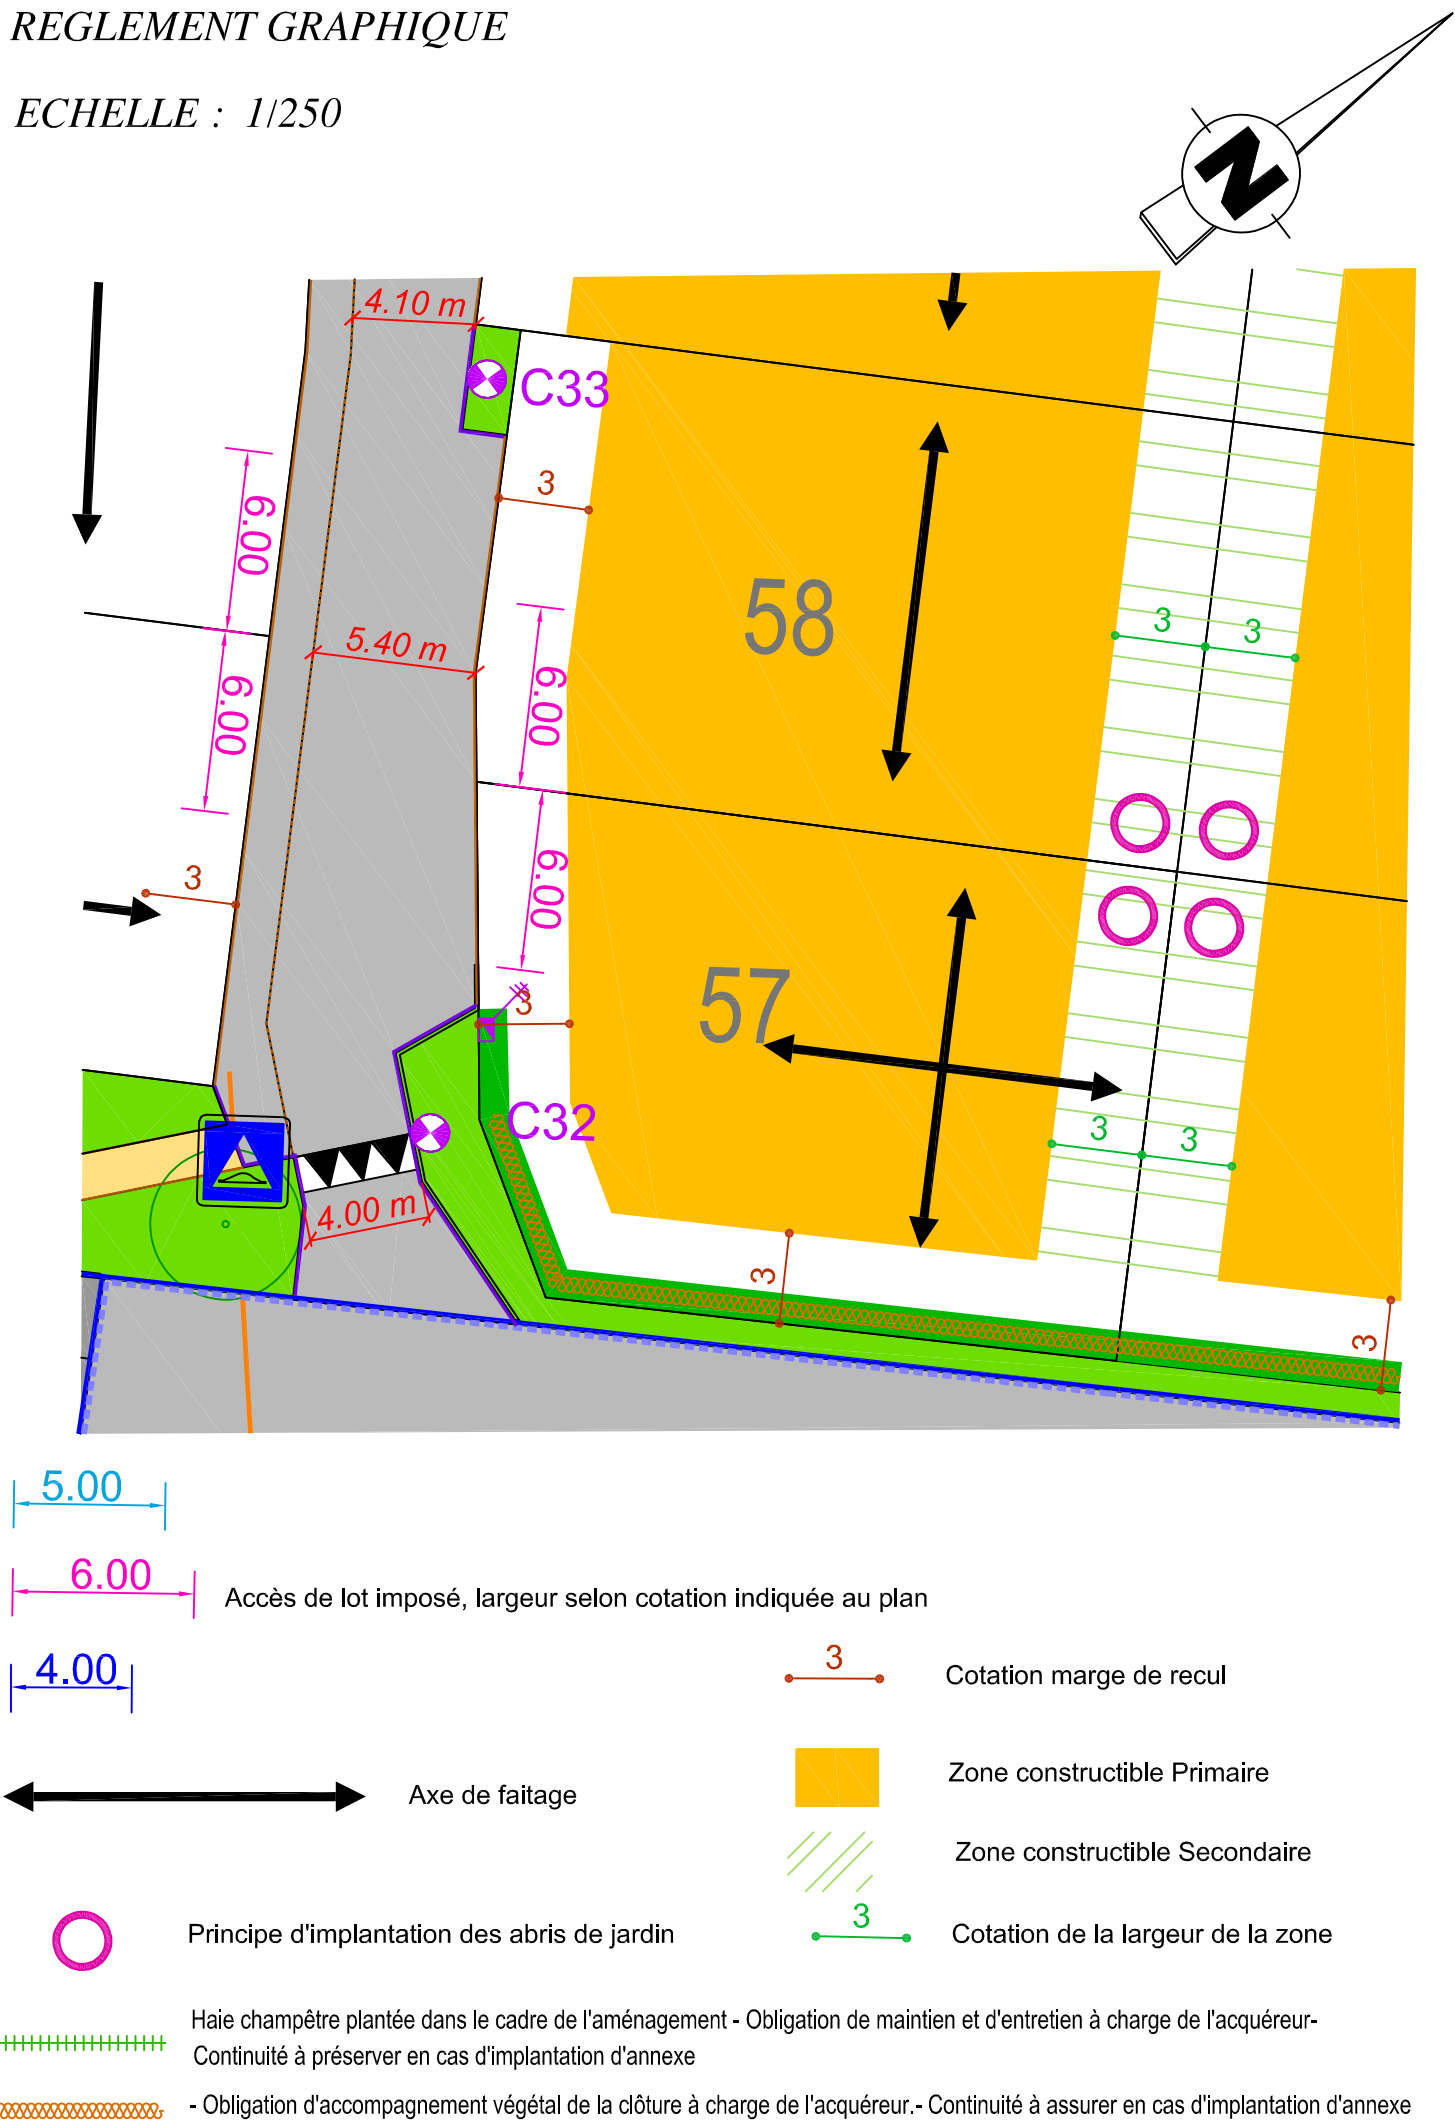 REGLEMENT GRAPHIQUE
ECHELLE : 1/250
N
4.10 m
C33
3
6.00
58
5.40 m
3
3
6.00
6.00
3
6.00
57
3
C32
3
3
4.00 m
3
3
5.00
6.00
Accès de lot imposé, largeur selon cotation indiquée au plan
4.00
3
Cotation marge de recul
Axe de faitage
Zone constructible Primaire
Zone constructible Secondaire
Principe d'implantation des abris de jardin
3
Cotation de la largeur de la zone
Haie champêtre plantée dans le cadre de l'aménagement - Obligation de maintien et d'entretien à charge de l'acquéreur-
Continuité à préserver en cas d'implantation d'annexe
- Obligation d'accompagnement végétal de la clôture à charge de l'acquéreur.- Continuité à assurer en cas d'implantation d'annexe